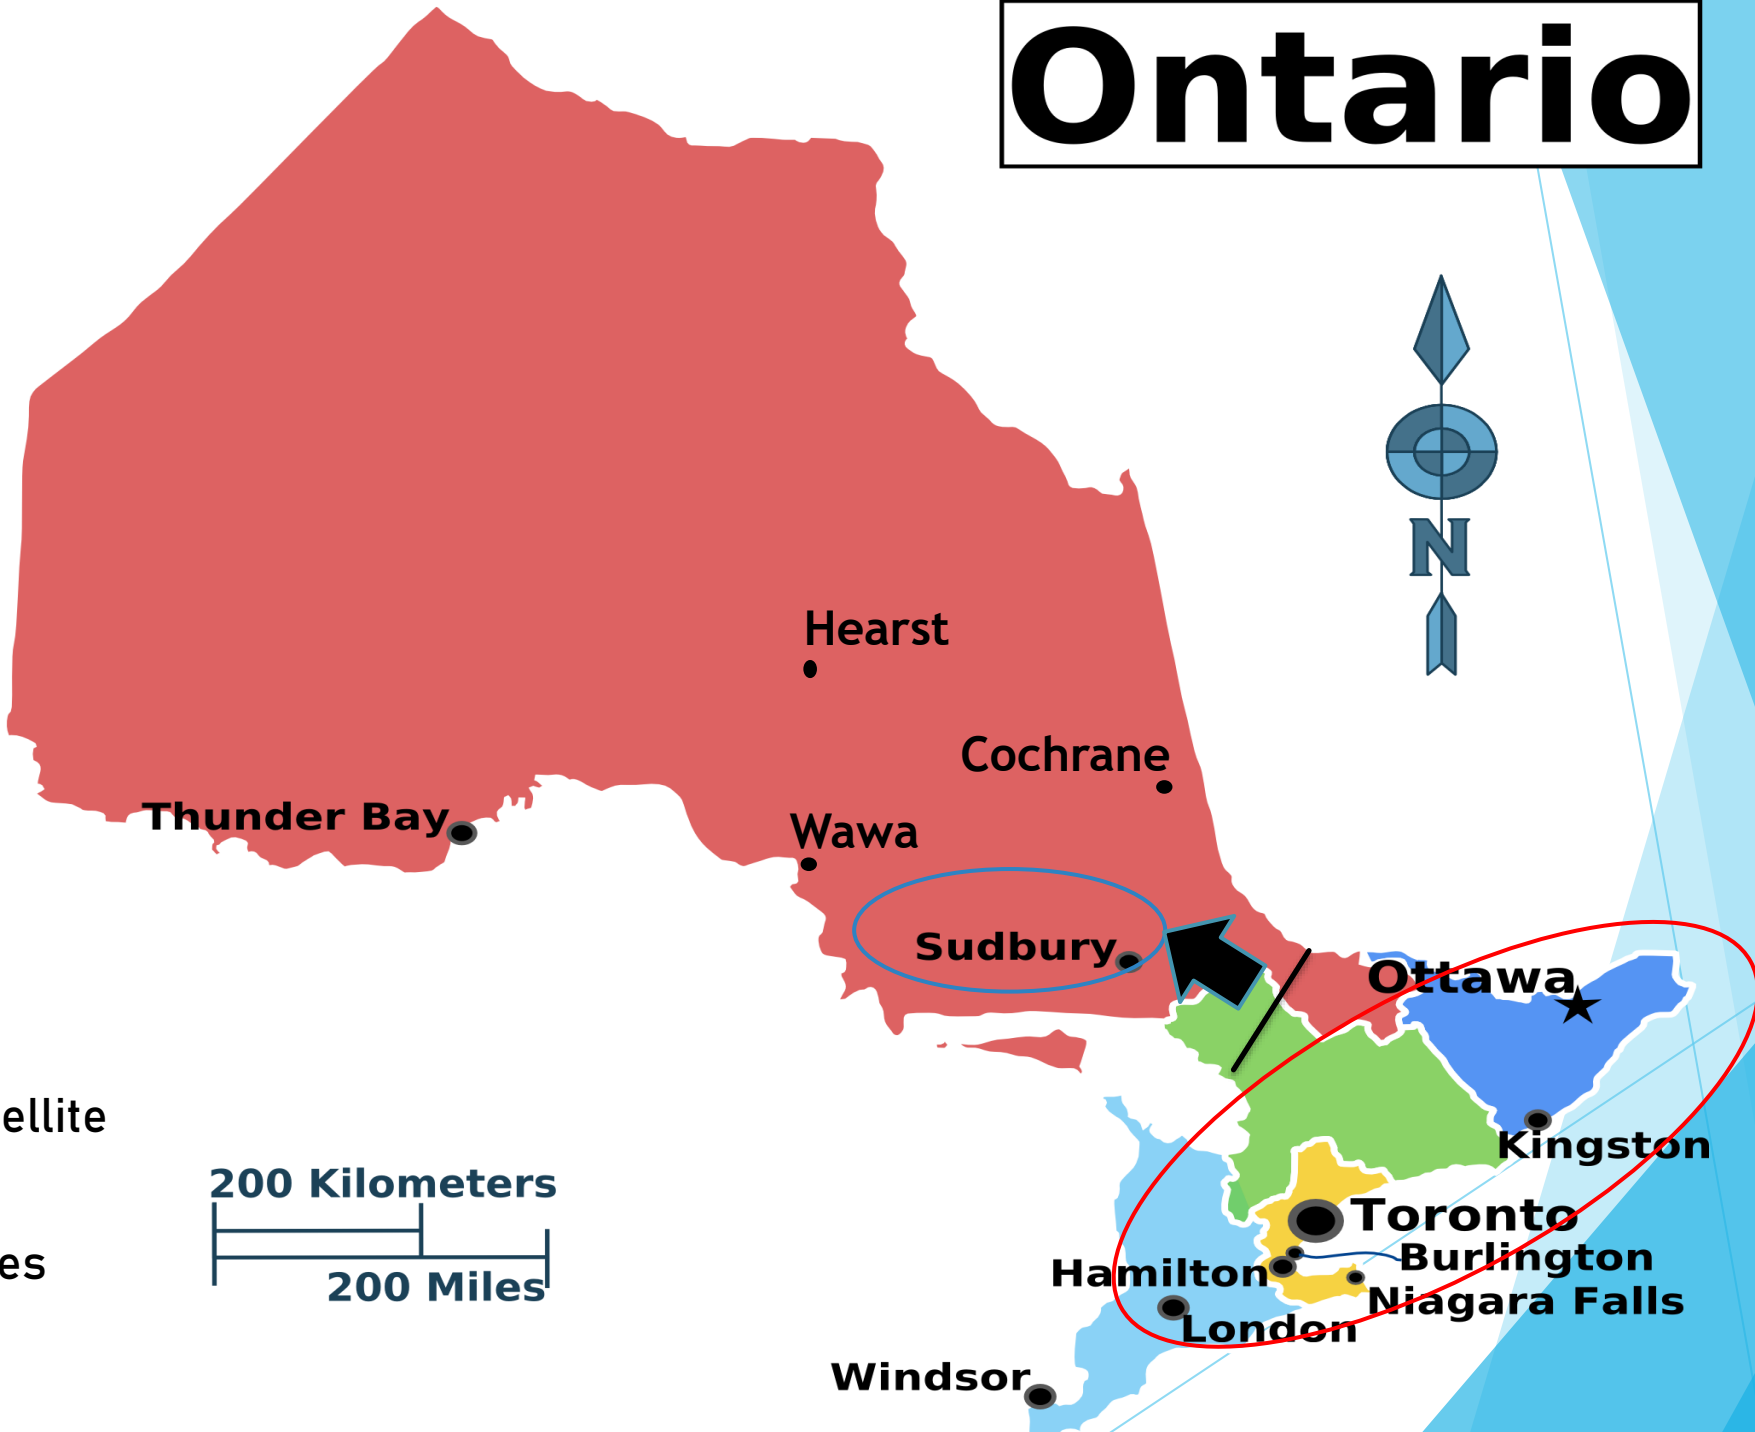 Ontario
N
Hearst
Cochrane
Thunder Bay
Wawa
Sudbury
Ottawa
ellite
Kingston
200 Kilometers
Toronto
es
Burlington
Hamilton
200 Miles
Niagara Falls
London
Windsor